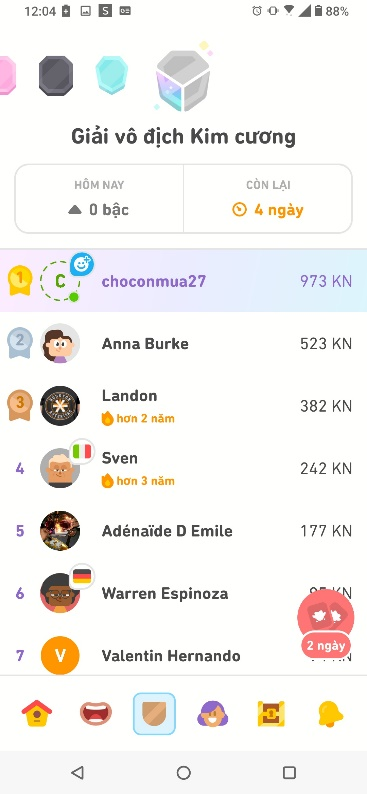 12:04
88%
Giải vô địch Kim cương
HÔM NAY
0 bậc
CÒN LẠI
4 ngày
1
C
choconmua27
973 KN
2
Anna Burke
523 KN
3
Landon
hơn 2 năm
382 KN
4
Sven
hơn 3 năm
242 KN
5
Adénaïde D Emile
177 KN
6
Warren Espinoza
KN
2 ngày
7
V
Valentin Hernando